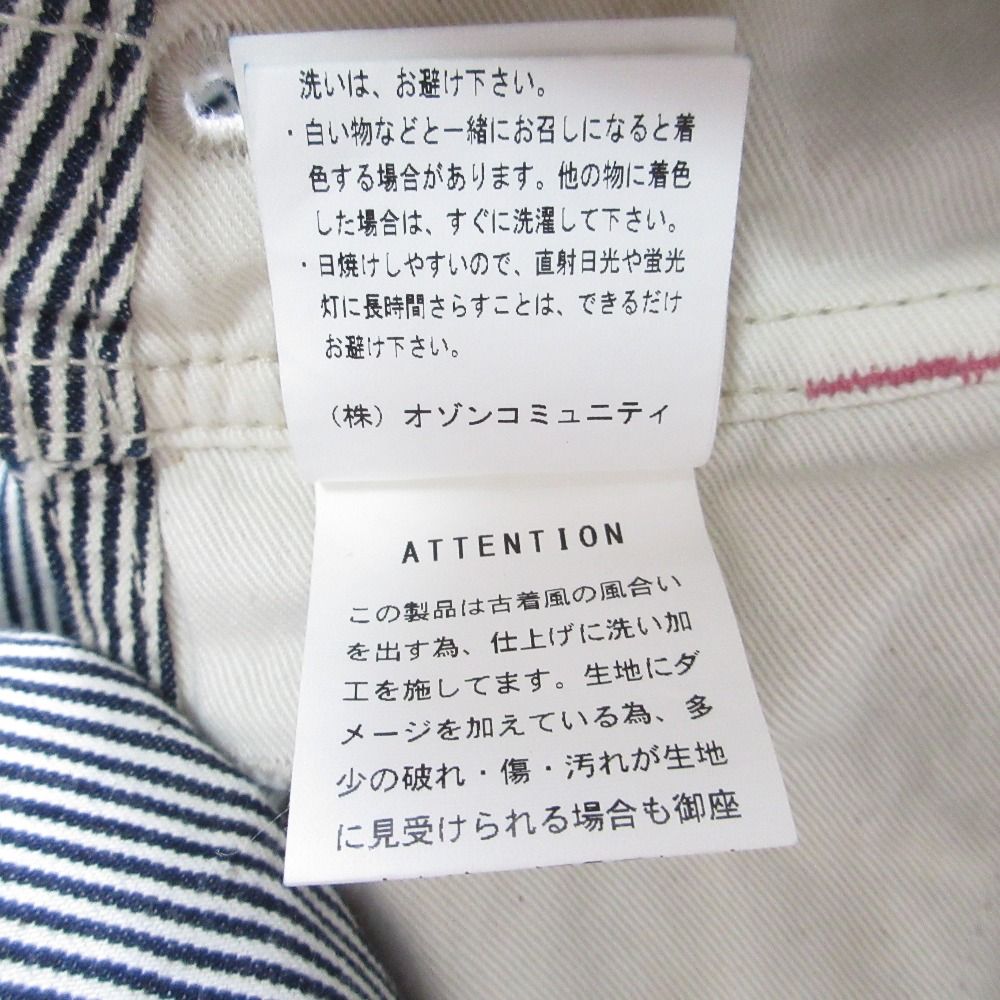 洗いは、お避け下さい。
・白い物などと一緒にお召しになると着
色する場合があります。他の物に着色
した場合は、すぐに洗濯して下さい。
・日焼けしやすいので、直射日光や蛍光
灯に長時間さらすことは、できるだけ
お避け下さい。
（株）オゾンコミュニティ
ATTENTION
この製品は古着風の風合い
を出す為、仕上げに洗い加
工を施してます。生地にダ
メージを加えている為、多
少の破れ・傷・汚れが生地
に見受けられる場合も御座